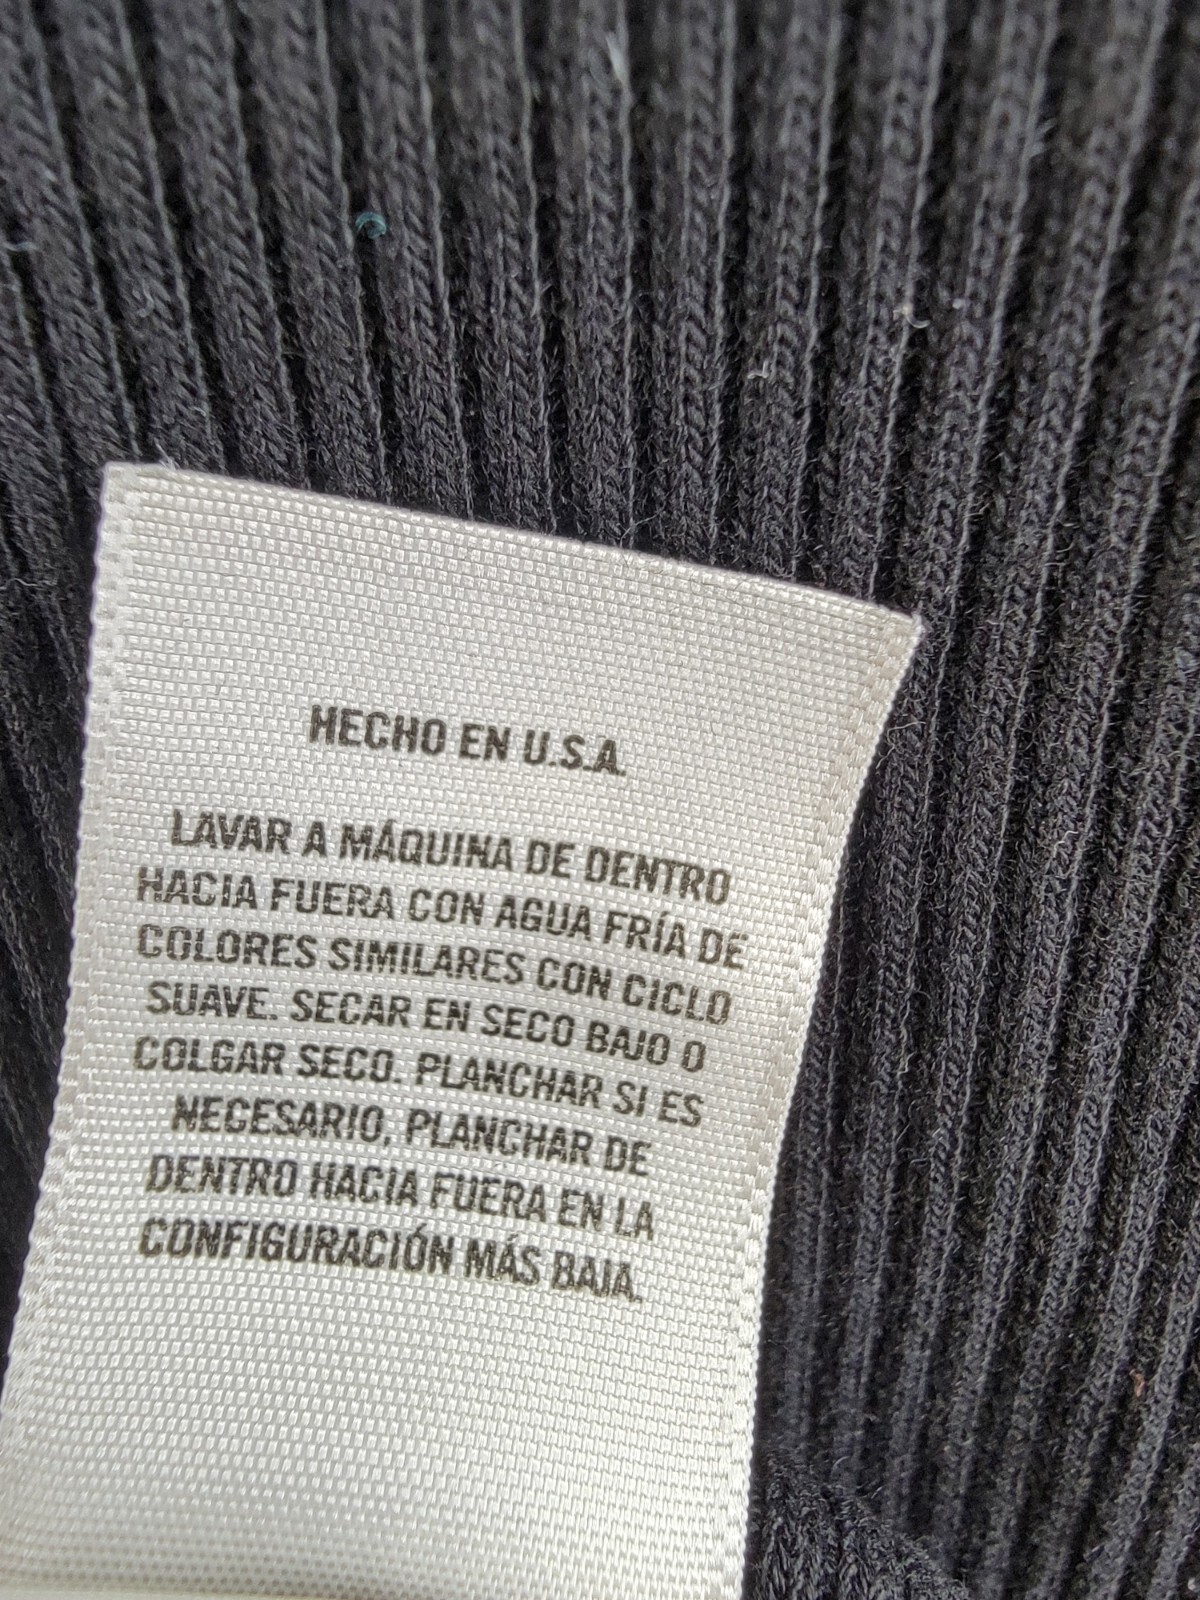 HECHO EN U.S.A.
LAVAR A MÁQUINA DE DENTRO
HACIA FUERA CON AGUA FRÍA DE
COLORES SIMILARES CON CICLO
SUAVE. SECAR EN SECO BAJO O
COLGAR SECO. PLANCHAR SI ES
NECESARIO, PLANCHAR DE
DENTRO HACIA FUERA EN LA
CONFIGURACIÓN MÁS BAJA.